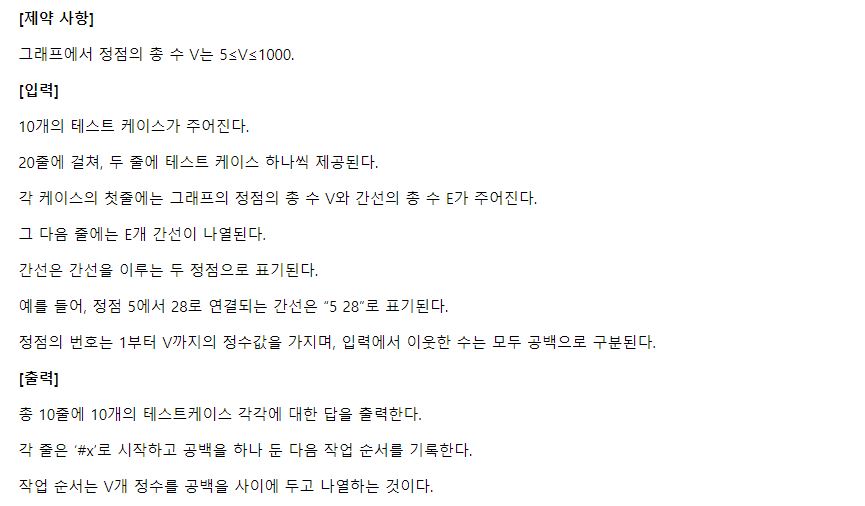 [제약 사항]
그래프에서 정점의 총 수 V는 5≤V≤1000.
[입력]
10개의 테스트 케이스가 주어진다.
20줄에 걸쳐, 두 줄에 테스트 케이스 하나씩 제공된다.
각 케이스의 첫줄에는 그래프의 정점의 총 수 V와 간선의 총 수 E가 주어진다.
그 다음 줄에는 E개 간선이 나열된다.
간선은 간선을 이루는 두 정점으로 표기된다.
예를 들어, 정점 5에서 28로 연결되는 간선은 “5 28”로 표기된다.
정점의 번호는 1부터 V까지의 정수값을 가지며, 입력에서 이웃한 수는 모두 공백으로 구분된다.
[출력]
총 10줄에 10개의 테스트케이스 각각에 대한 답을 출력한다.
각 줄은 ‘#x’로 시작하고 공백을 하나 둔 다음 작업 순서를 기록한다.
작업 순서는 V개 정수를 공백을 사이에 두고 나열하는 것이다.